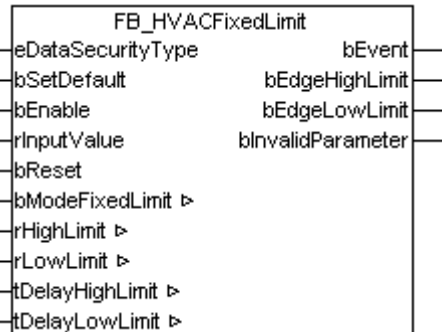 FB_HVACFixedLimit
eDataSecurityType bEvent
bSetDefault bEdgeHighLimit
bEnable bEdgeLowLimit
rInputValue bInvalidParameter
bReset
bModeFixedLimit ▷
rHighLimit ▷
rLowLimit ▷
tDelayHighLimit ▷
tDelayLowLimit ▷